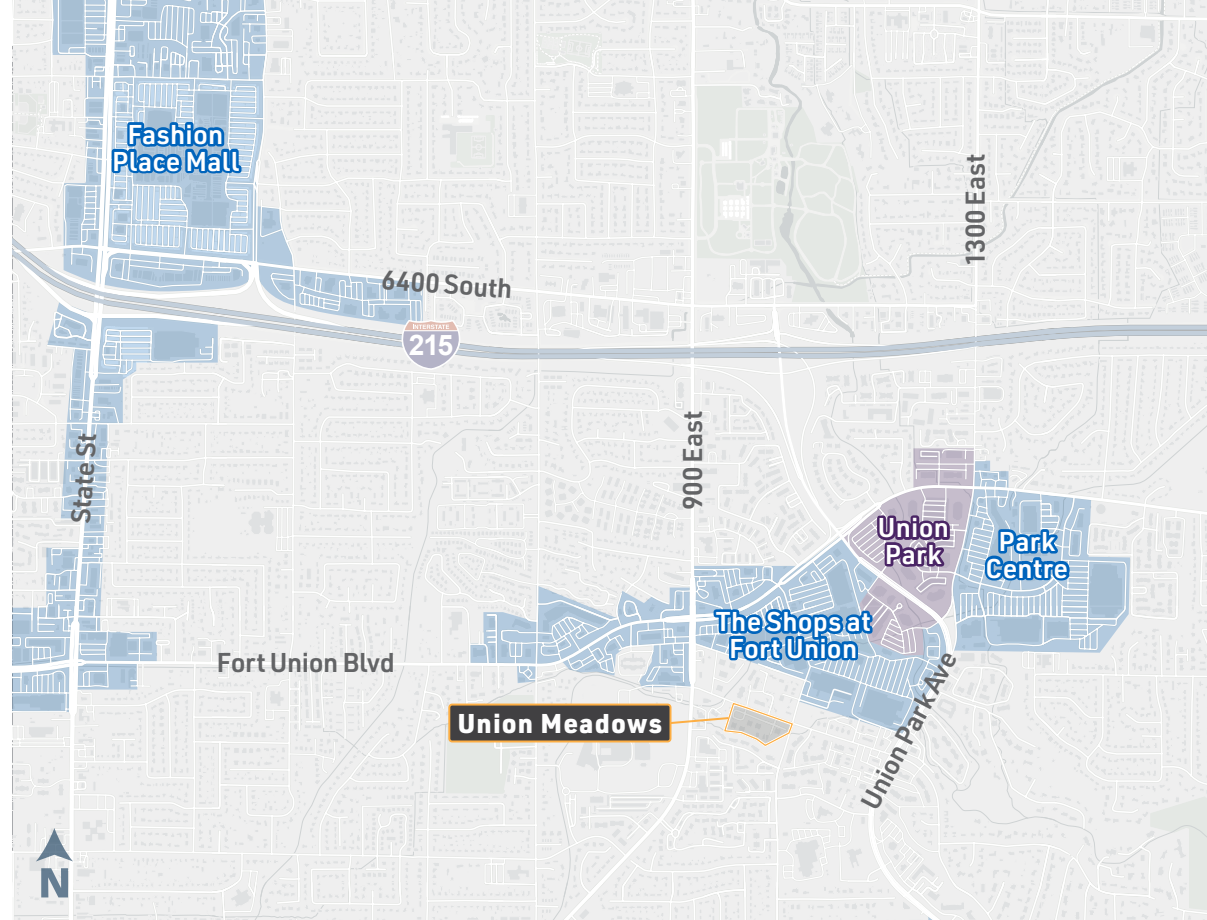 Fashion
Place Mall
1300 East
6400 South
INTERSTATE
215
State St
900 East
Union
Park
Park
Centre
The Shops at
Fort Union
Fort Union Blvd
Union Meadows
Union Park Ave
N